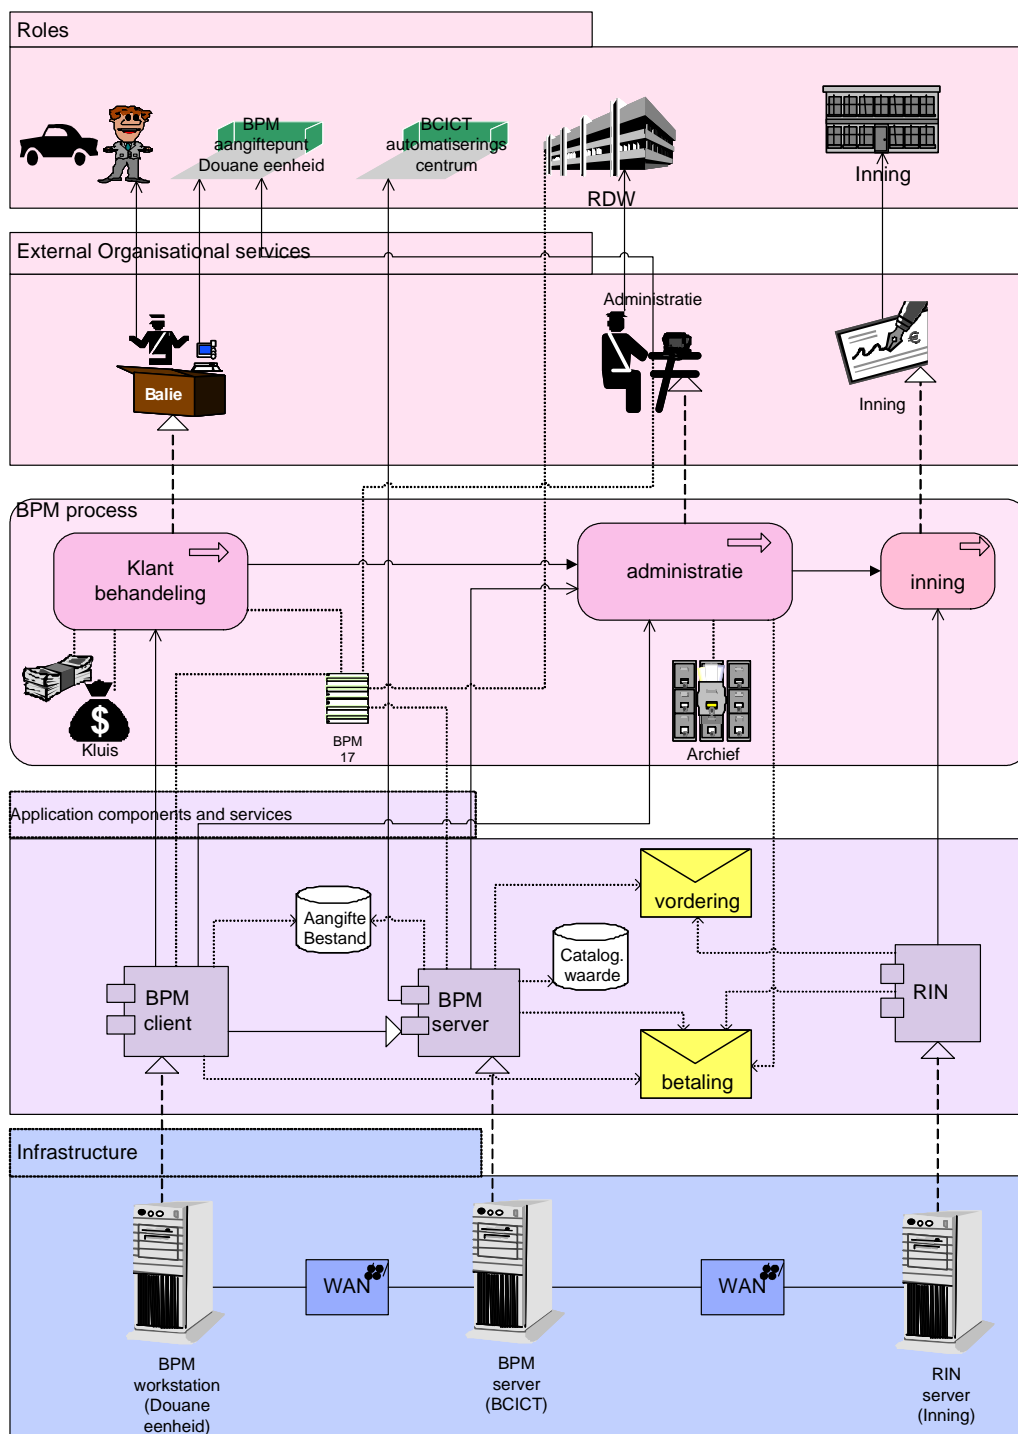 Roles
BPM
aangiftepunt
Douane eenheid
BCICT
automatiserings
centrum
RDW
Inning
External Organisational services
Administratie
Balie
€
Inning
BPM process
Klant
behandeling
administratie
inning
$
Kluis
BPM
17
Archief
Application components and services
vordering
Aangifte
Bestand
Catalog.
waarde
BPM
client
BPM
server
RIN
betaling
Infrastructure
WAN
WAN
BPM
workstation
(Douane
eenheid)
BPM
server
(BCICT)
RIN
server
(Inning)